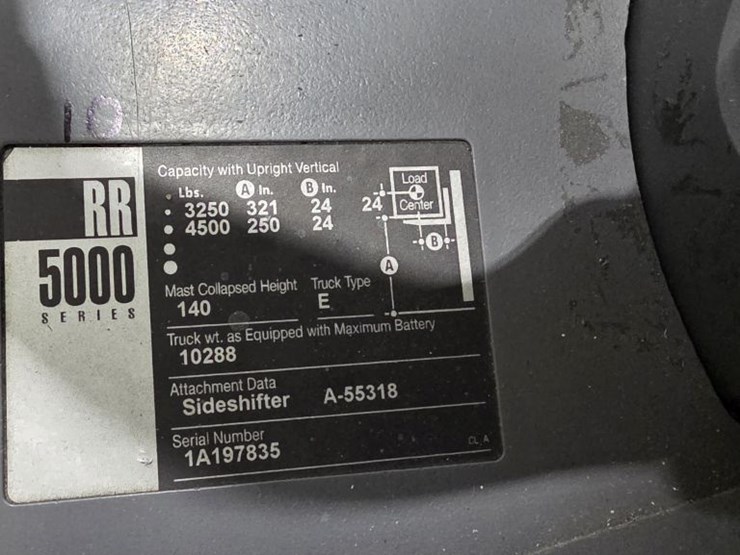 RR
5000
SERIES
Capacity with Upright Vertical
Lbs. A In. B In.
3250 321 24
4500 250 24
24
Load
Center
B
A
Mast Collapsed Height Truck Type
140 E
Truck wt. as Equipped with Maximum Battery
10288
Attachment Data
Sideshifter A-55318
Serial Number
1A197835
CL A